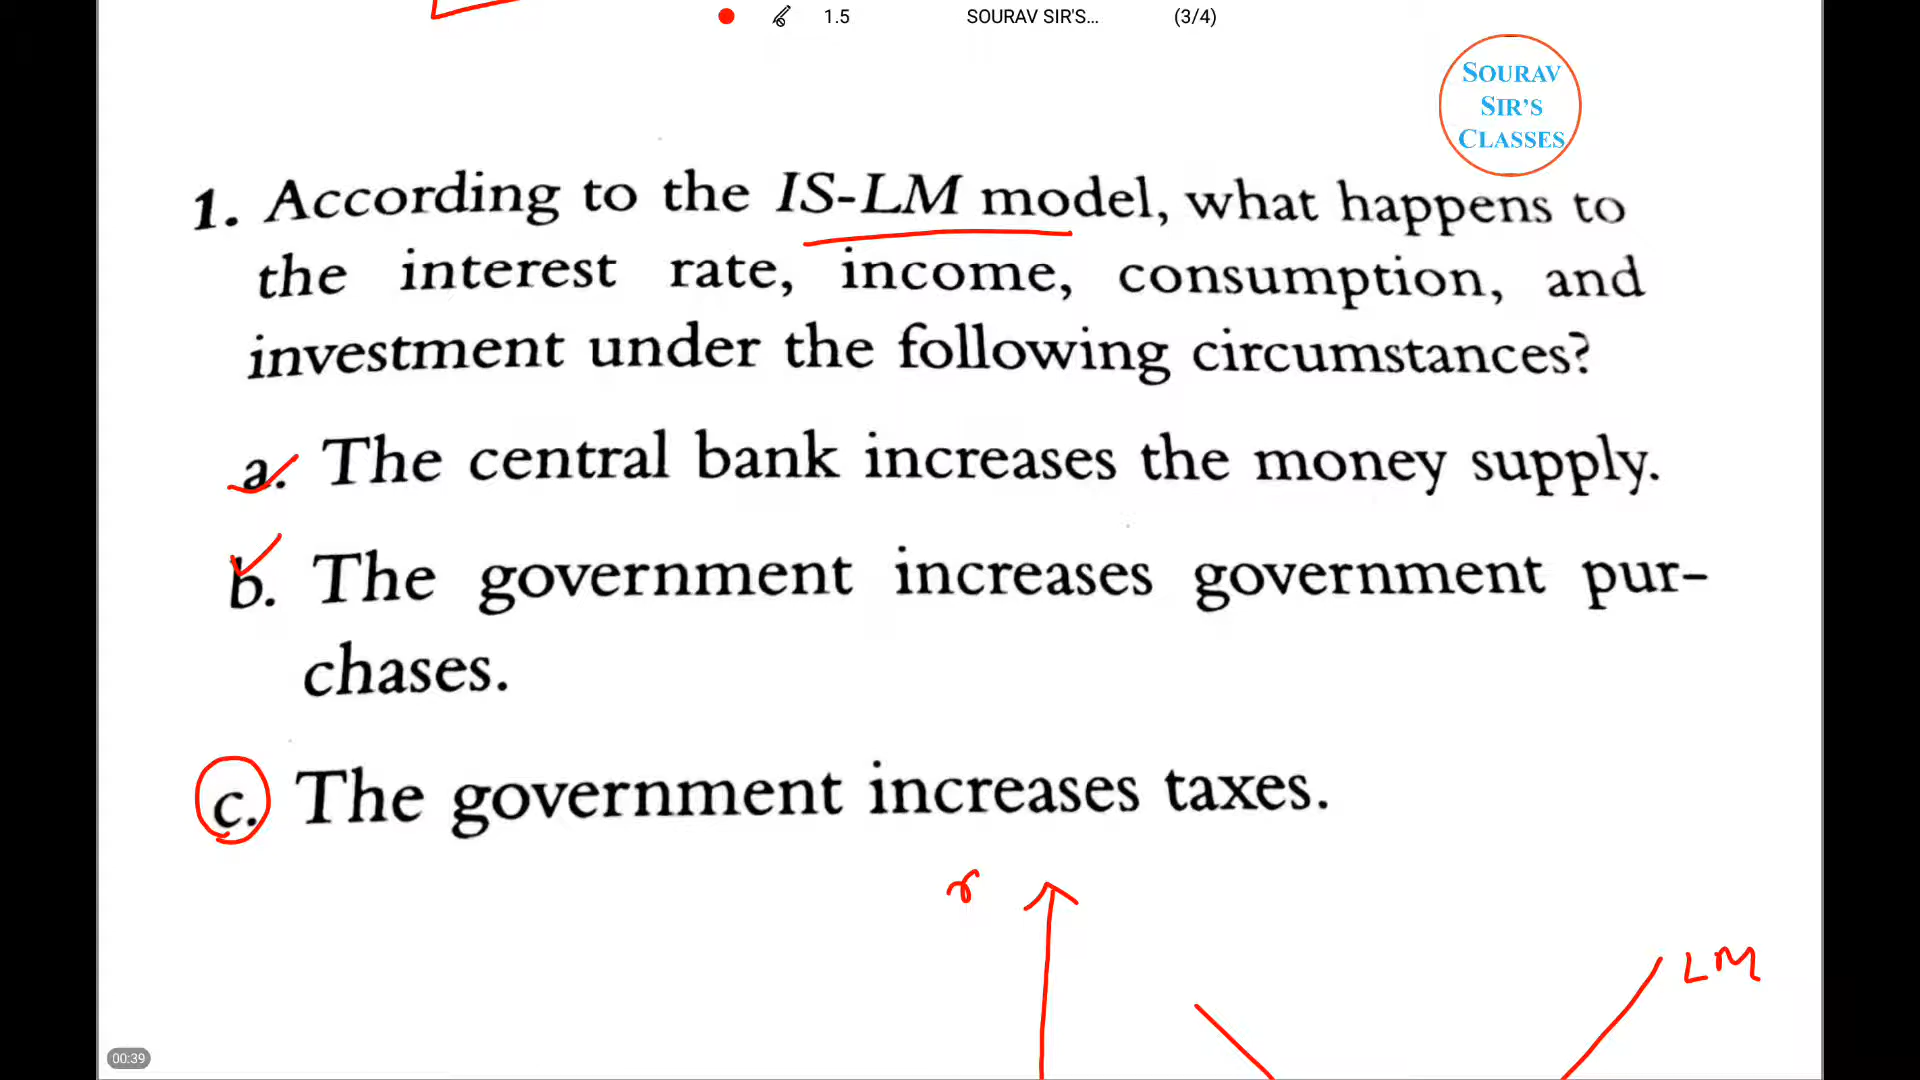 1.5 SOURAV SIR'S... (3/4)
SOURAV
SIR'S
CLASSES
1. According to the IS-LM model, what happens to
the interest rate, income, consumption, and
investment under the following circumstances?
a. The central bank increases the money supply.
b. The government increases government pur-
chases.
c. The government increases taxes.
r
LM
00:39